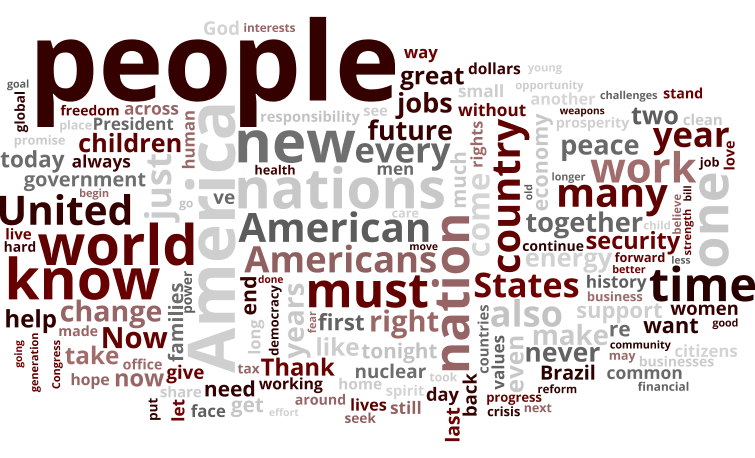 people
God
interests
way
great
dollars
young
opportunity
goal
global
freedom
across
place
President
promise
children
human
jobs
small
without
another
challenges
stand
weapons
responsibility
see
future
rights
economy
prosperity
two
clean
today
always
government
begin
just
go
America
new
every
health
men
nations
ve
much
come
country
old
longer
peace
year
love
job
work
many
one
United
live
hard
world
know
power
American
care
Americans
move
nation
together
child
continue
security
believe
strength
bill
less
energy
forward
better
States
history
business
time
must
end
done
democracy
years
change
families
help
made
Now
take
office
hope
now
give
going
generation
Congress
long
first
fear
right
like
tonight
tax
Thank
nuclear
also
countries
values
even
make
support
re
want
women
good
never
community
may
citizens
businesses
Brazil
common
financial
reform
share
need
working
home
spirit
took
day
back
last
progress
crisis
next
put
let
face
get
effort
around
lives
still
seek